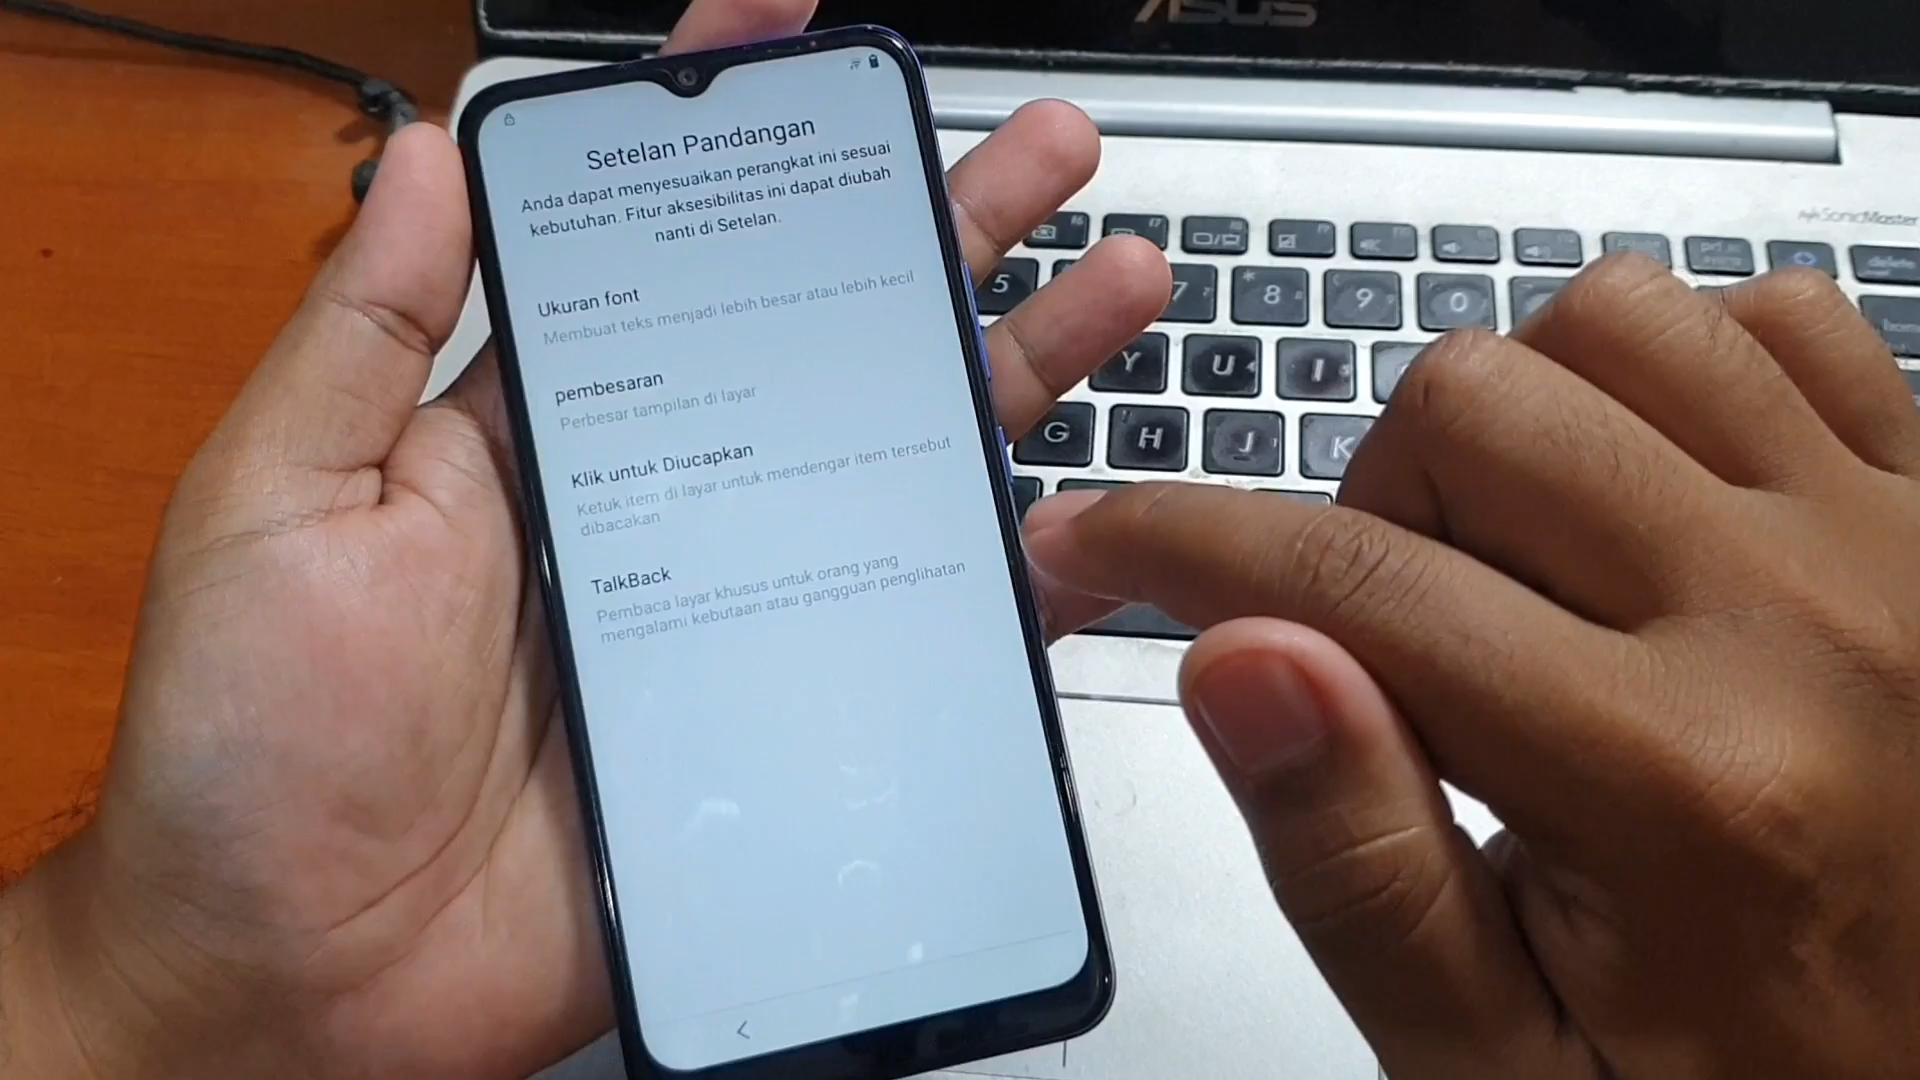 ASUS
Setelan Pandangan
Anda dapat menyesuaikan perangkat ini sesuai
kebutuhan. Fitur aksesibilitas ini dapat diubah
nanti di Setelan.
Ukuran font
Membuat teks menjadi lebih besar atau lebih kecil
pembesaran
Perbesar tampilan di layar
Klik untuk Diucapkan
Ketuk item di layar untuk mendengar item tersebut
dibacakan
TalkBack
Pembaca layar khusus untuk orang yang
mengalami kebutaan atau gangguan penglihatan
SonicMaster
delete
5 7 8 9 0
Y U I
G H J K